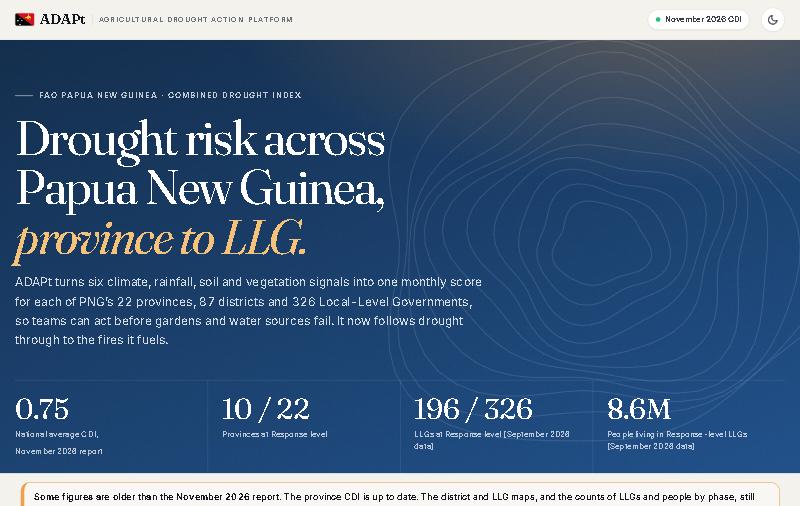 ADAPt
AGRICULTURAL DROUGHT ACTION PLATFORM
November 2026 CDI
FAO PAPUA NEW GUINEA · COMBINED DROUGHT INDEX
Drought risk across
Papua New Guinea,
province to LLG.
ADAPt turns six climate, rainfall, soil and vegetation signals into one monthly score
for each of PNG's 22 provinces, 87 districts and 326 Local-Level Governments,
so teams can act before gardens and water sources fail. It now follows drought
through to the fires it fuels.
0.75
National average CDI,
November 2026 report
10 / 22
Provinces at Response level
196 / 326
LLGs at Response level [September 2026
data]
8.6M
People living in Response-level LLGs
[September 2026 data]
Some figures are older than the November 2026 report. The province CDI is up to date. The district and LLG maps, and the counts of LLGs and people by phase, still